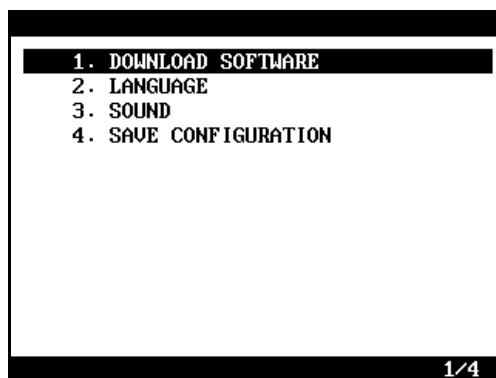 1. DOWNLOAD SOFTWARE
2. LANGUAGE
3. SOUND
4. SAVE CONFIGURATION
1/4